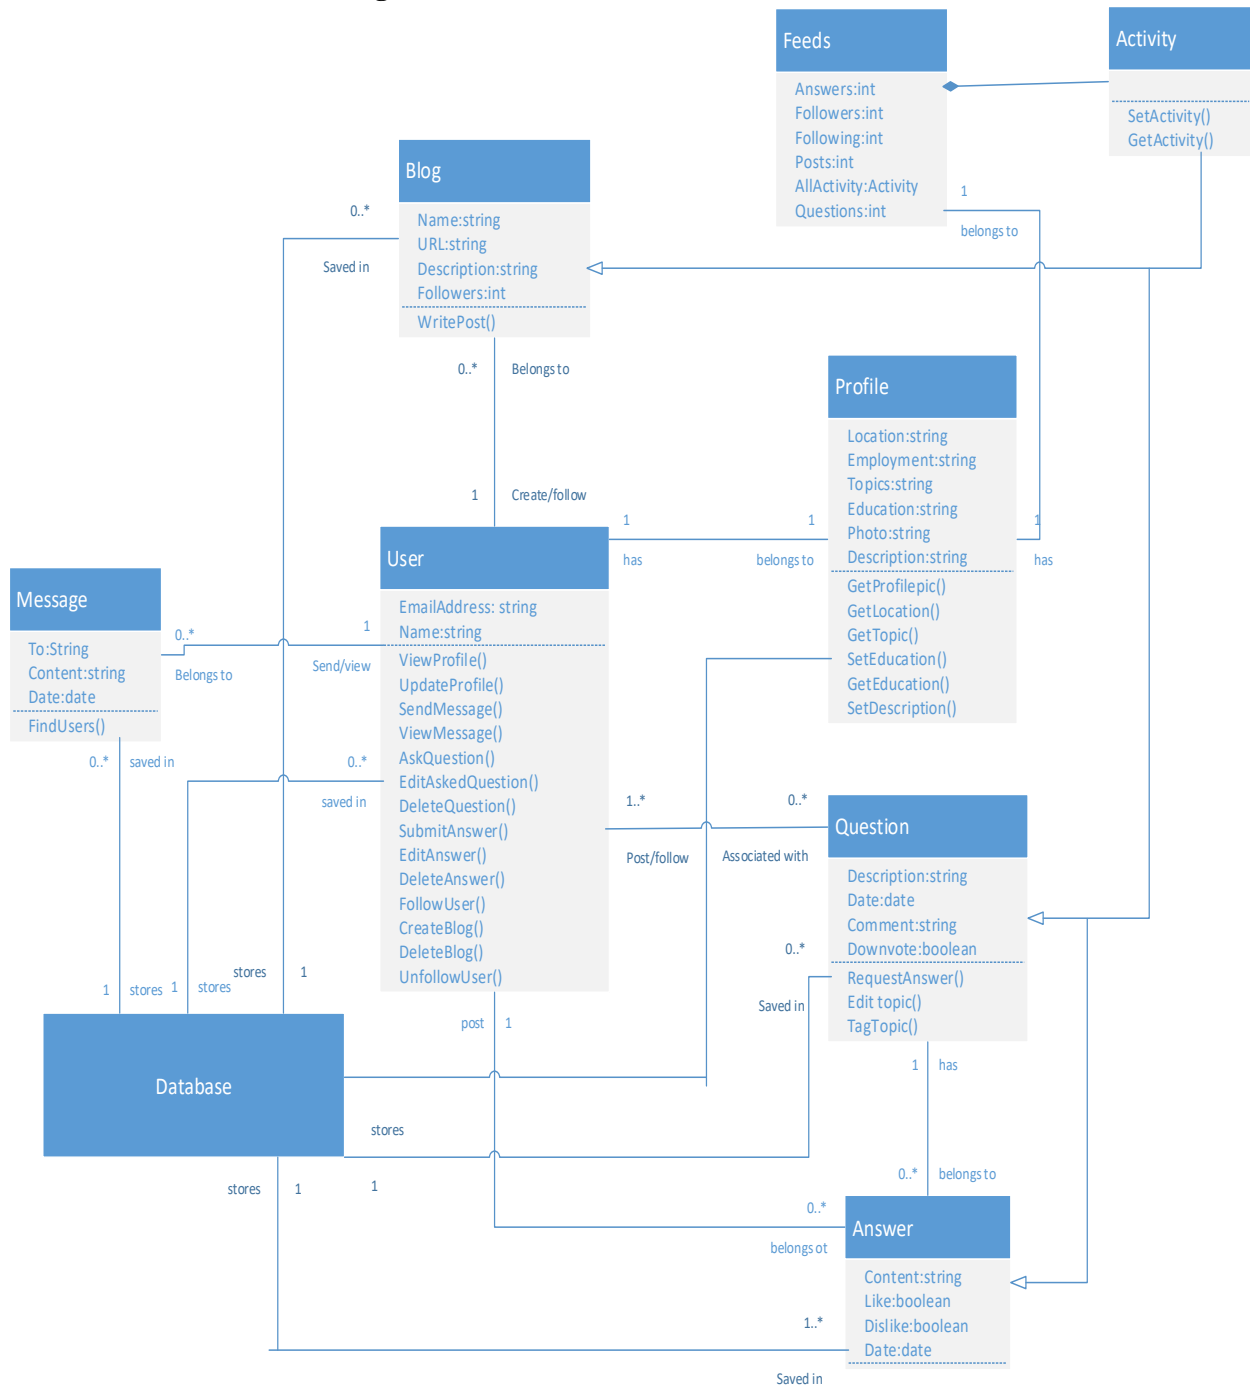 Feeds
Answers:int
Followers:int
Following:int
Posts:int
AllActivity:Activity
Questions:int
Activity
SetActivity()
GetActivity()
1
belongs to
Blog
Name:string
URL:string
Description:string
Followers:int
WritePost()
0..*
Saved in
0..*
Belongs to
1
Create/follow
Profile
Location:string
Employment:string
Topics:string
Education:string
Photo:string
Description:string
GetProfilepic()
GetLocation()
GetTopic()
SetEducation()
GetEducation()
SetDescription()
1
has
1
has
1
belongs to
User
EmailAddress: string
Name:string
ViewProfile()
UpdateProfile()
SendMessage()
ViewMessage()
AskQuestion()
EditAskedQuestion()
DeleteQuestion()
SubmitAnswer()
EditAnswer()
DeleteAnswer()
FollowUser()
CreateBlog()
DeleteBlog()
UnfollowUser()
Message
To:String
Content:string
Date:date
FindUsers()
0..*
Belongs to
1
Send/view
0..*
saved in
0..*
saved in
1..*
Post/follow
0..*
Associated with
Question
Description:string
Date:date
Comment:string
Downvote:boolean
RequestAnswer()
Edit topic()
TagTopic()
0..*
Saved in
1
stores
1
stores
stores
1
post
1
1
has
Database
stores
1
stores
1
0..*
belongs to
0..*
belongs ot
Answer
Content:string
Like:boolean
Dislike:boolean
Date:date
1..*
Saved in